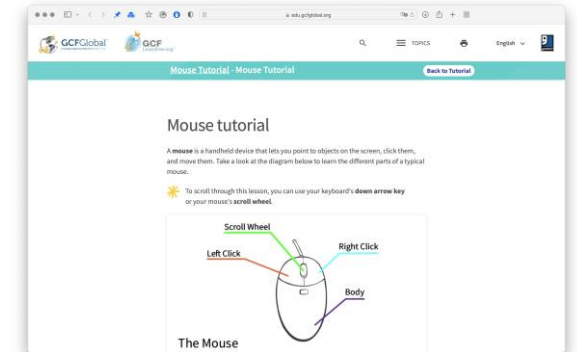 edu.gcfglobal.org
GCFGlobal
GCF
LearnFree.org
TOPICS
English
Mouse Tutorial - Mouse Tutorial
Back to Tutorial
Mouse tutorial
A mouse is a handheld device that lets you point to objects on the screen, click them,
and move them. Take a look at the diagram below to learn the different parts of a typical
mouse.
To scroll through this lesson, you can use your keyboard's down arrow key
or your mouse's scroll wheel.
Scroll Wheel
Left Click
Right Click
Body
The Mouse